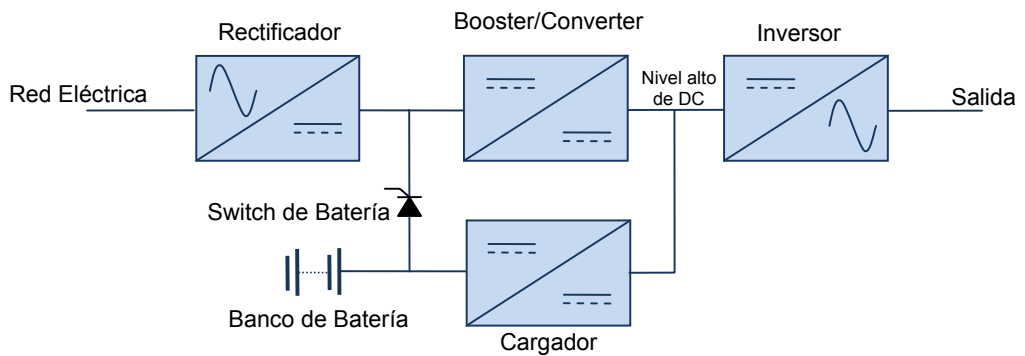 Rectificador
Booster/Converter
Inversor
Red Eléctrica
Nivel alto
de DC
Salida
Switch de Batería
Banco de Batería
Cargador